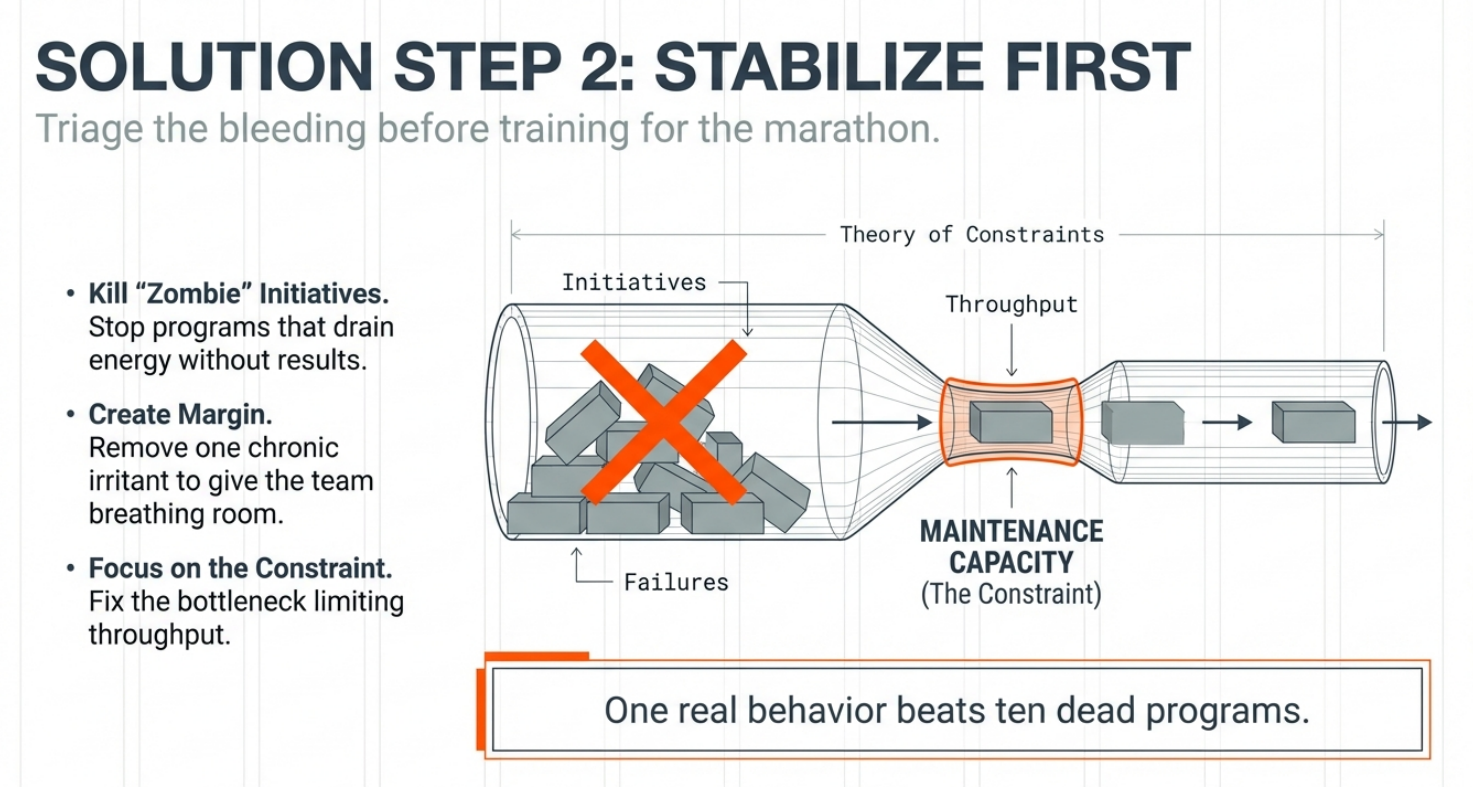 SOLUTION STEP 2: STABILIZE FIRST
Triage the bleeding before training for the marathon.
• Kill “Zombie” Initiatives.
Stop programs that drain
energy without results.
• Create Margin.
Remove one chronic
irritant to give the team
breathing room.
• Focus on the Constraint.
Fix the bottleneck limiting
throughput.
Theory of Constraints
Initiatives
Throughput
Failures
MAINTENANCE
CAPACITY
(The Constraint)
One real behavior beats ten dead programs.